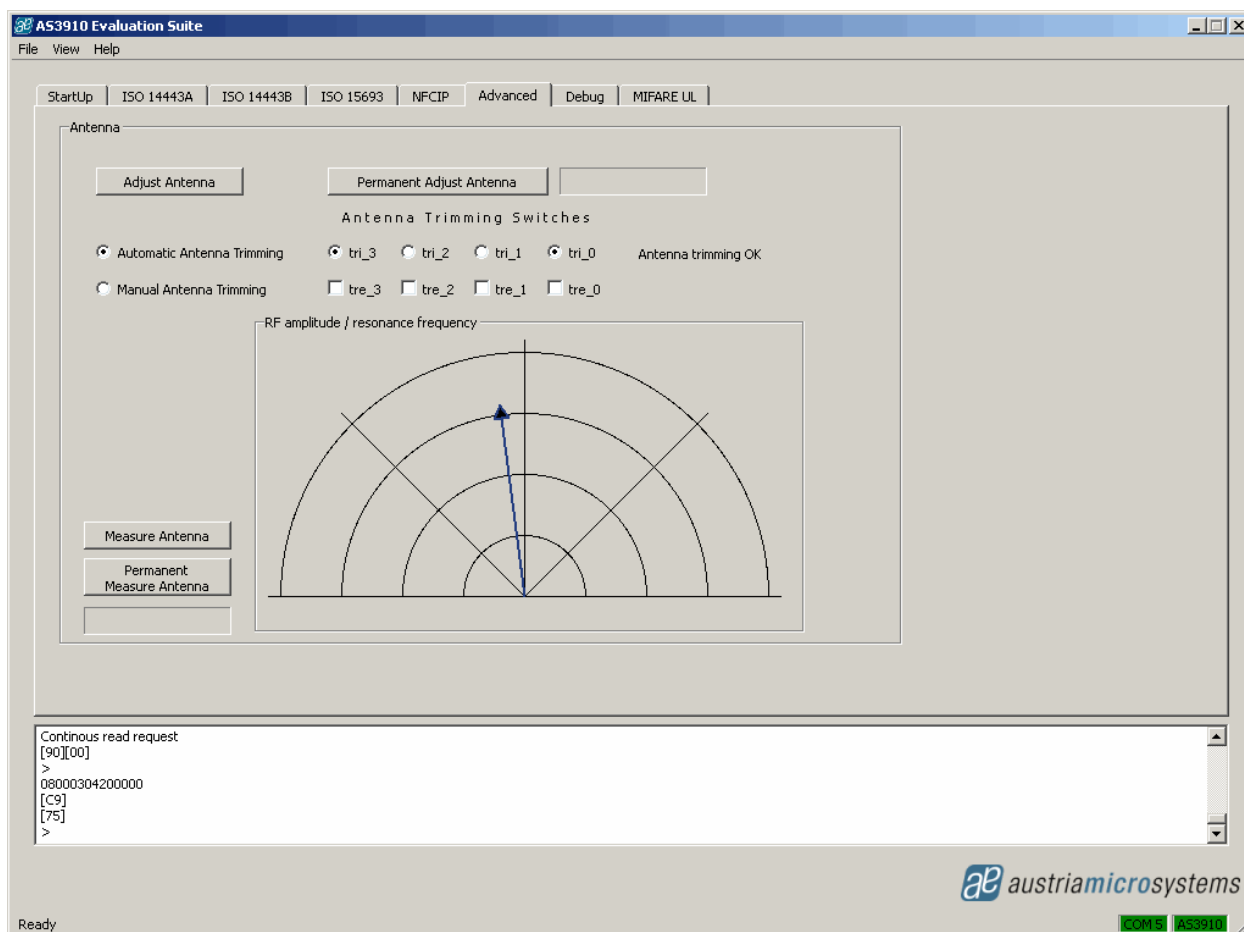 AS3910 Evaluation Suite
File View Help
StartUp ISO 14443A ISO 14443B ISO 15693 NFCIP Advanced Debug MIFARE UL
Antenna
Adjust Antenna Permanent Adjust Antenna
Antenna Trimming Switches
Automatic Antenna Trimming tri_3 tri_2 tri_1 tri_0 Antenna trimming OK
Manual Antenna Trimming tre_3 tre_2 tre_1 tre_0
RF amplitude / resonance frequency
Measure Antenna
Permanent
Measure Antenna
Continous read request
[90][00]
>
08000304200000
[C9]
[75]
>
ae austriamicrosystems
Ready COM 5 AS3910